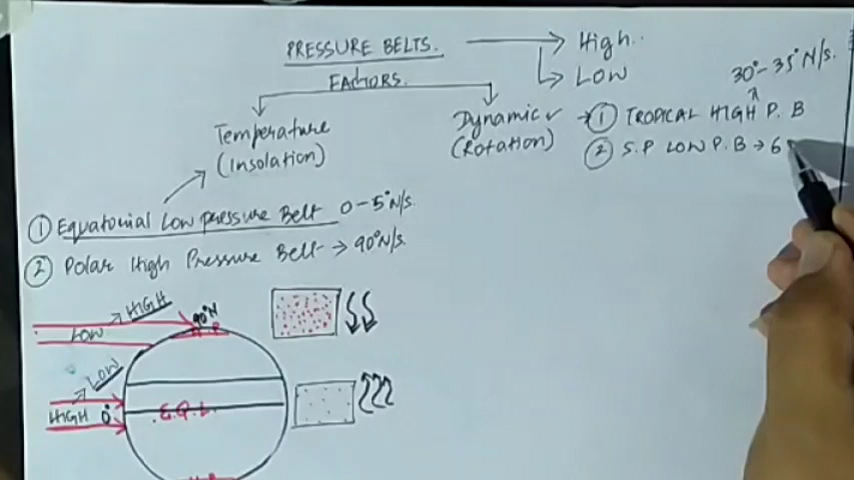 PRESSURE BELTS.
High..
LOW
FACTORS.
Temperature
(Insolation)
Dynamic
(Rotation)
30°-35°N/s.
① TROPICAL HIGH P. B
② S.P LOW P.B → 6
① Equatorial Low pressure Belt 0-5°N/s.
② Polar High Pressure Belt → 90°N/s.
HIGH
LOW
90°N
H P
LOW
HIGH 0°
E.Q.L.
H P